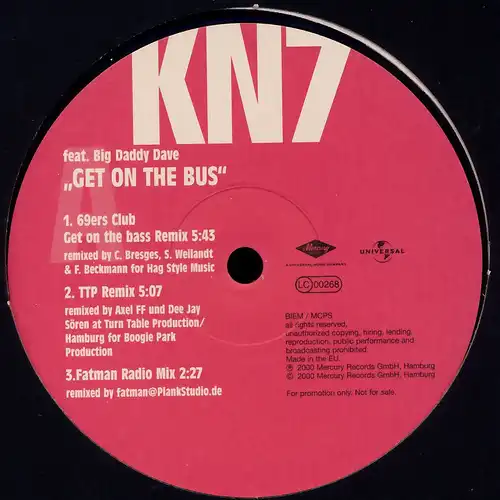 KN7
feat. Big Daddy Dave
„GET ON THE BUS“
A
1. 69ers Club
Get on the bass Remix 5:43
remixed by C. Bresges, S. Weilandt
& F. Beckmann for Hag Style Music
2. TTP Remix 5:07
remixed by Axel FF und Dee Jay
Sören at Turn Table Production/
Hamburg for Boogie Park
Production
3.Fatman Radio Mix 2:27
remixed by fatman@PlankStudio.de
Mercury
A UNIVERSAL MUSIC COMPANY
UNIVERSAL
LC 00268
BIEM / MCPS
all rights reserved,
unauthorized copying, hiring, lending,
reproduction, public performance and
broadcasting prohibited.
Made in the EU.
℗ 2000 Mercury Records GmbH, Hamburg
© 2000 Mercury Records GmbH, Hamburg
For promotion only. Not for sale.